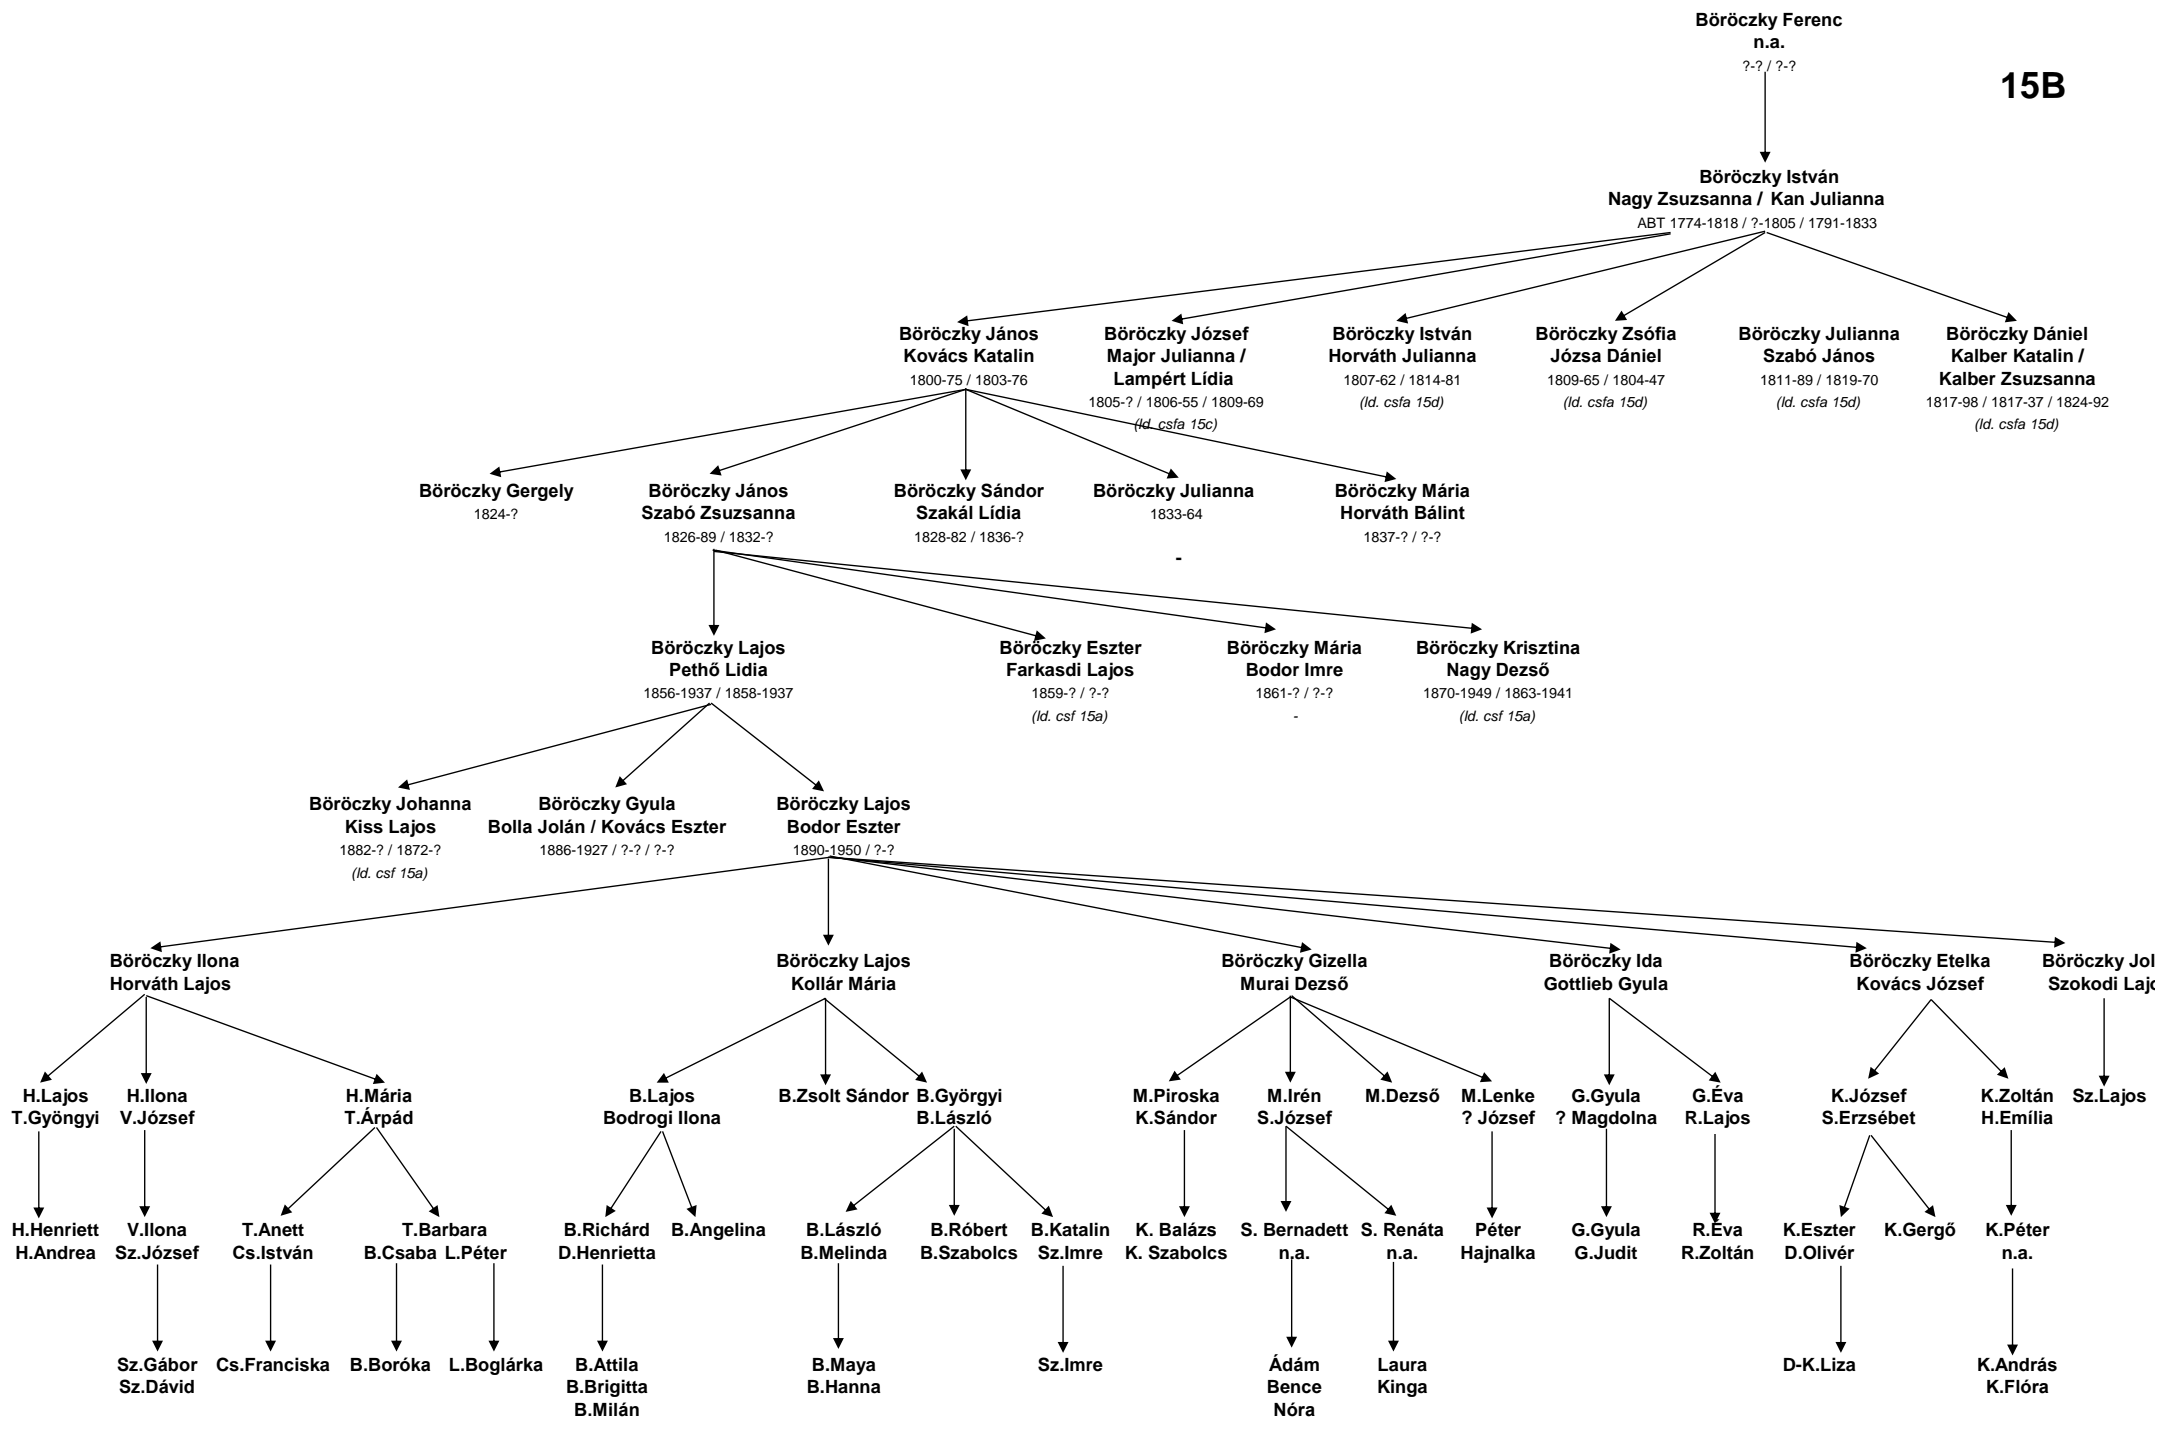 Böröczky Ferenc
n.a.
?-? / ?-?
15B
Böröczky István
Nagy Zsuzsanna / Kan Julianna
ABT 1774-1818 / ?-1805 / 1791-1833
Böröczky János
Kovács Katalin
1800-75 / 1803-76
Böröczky József
Major Julianna /
Lampért Lídia
1805-? / 1806-55 / 1809-69
(ld. csfa 15c)
Böröczky István
Horváth Julianna
1807-62 / 1814-81
(ld. csfa 15d)
Böröczky Zsófia
Józsa Dániel
1809-65 / 1804-47
(ld. csfa 15d)
Böröczky Julianna
Szabó János
1811-89 / 1819-70
(ld. csfa 15d)
Böröczky Dániel
Kalber Katalin /
Kalber Zsuzsanna
1817-98 / 1817-37 / 1824-92
(ld. csfa 15d)
Böröczky Gergely
1824-?
Böröczky János
Szabó Zsuzsanna
1826-89 / 1832-?
Böröczky Sándor
Szakál Lídia
1828-82 / 1836-?
Böröczky Julianna
1833-64
-
Böröczky Mária
Horváth Bálint
1837-? / ?-?
Böröczky Lajos
Pethő Lidia
1856-1937 / 1858-1937
Böröczky Eszter
Farkasdi Lajos
1859-? / ?-?
(ld. csf 15a)
Böröczky Mária
Bodor Imre
1861-? / ?-?
-
Böröczky Krisztina
Nagy Dezső
1870-1949 / 1863-1941
(ld. csf 15a)
Böröczky Johanna
Kiss Lajos
1882-? / 1872-?
(ld. csf 15a)
Böröczky Gyula
Bolla Jolán / Kovács Eszter
1886-1927 / ?-? / ?-?
Böröczky Lajos
Bodor Eszter
1890-1950 / ?-?
Böröczky Ilona
Horváth Lajos
Böröczky Lajos
Kollár Mária
Böröczky Gizella
Murai Dezső
Böröczky Ida
Gottlieb Gyula
Böröczky Etelka
Kovács József
Böröczky Jol
Szokodi Lajo
H.Lajos
T.Gyöngyi
H.Ilona
V.József
H.Mária
T.Árpád
B.Lajos
Bodrogi Ilona
B.Zsolt Sándor
B.Györgyi
B.László
M.Piroska
K.Sándor
M.Irén
S.József
M.Dezső
M.Lenke
? József
G.Gyula
? Magdolna
G.Éva
R.Lajos
K.József
S.Erzsébet
K.Zoltán
H.Emília
Sz.Lajos
H.Henriett
H.Andrea
V.Ilona
Sz.József
T.Anett
Cs.István
T.Barbara
B.Csaba L.Péter
B.Richárd
D.Henrietta
B.Angelina
B.László
B.Melinda
B.Róbert
B.Szabolcs
B.Katalin
Sz.Imre
K. Balázs
K. Szabolcs
S. Bernadett
n.a.
S. Renáta
n.a.
Péter
Hajnalka
G.Gyula
G.Judit
R.Éva
R.Zoltán
K.Eszter
D.Olivér
K.Gergő
K.Péter
n.a.
Sz.Gábor
Sz.Dávid
Cs.Franciska
B.Boróka
L.Boglárka
B.Attila
B.Brigitta
B.Milán
B.Maya
B.Hanna
Sz.Imre
Ádám
Bence
Nóra
Laura
Kinga
D-K.Liza
K.András
K.Flóra